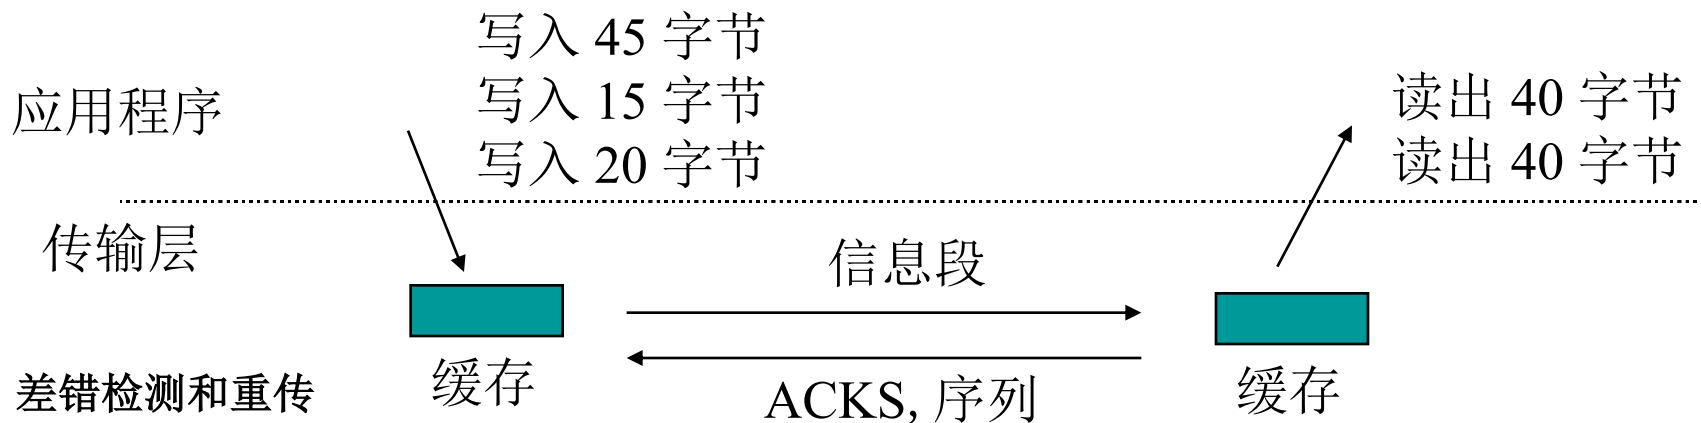 写入 45 字节
写入 15 字节
写入 20 字节
应用程序
读出 40 字节
读出 40 字节
传输层
信息段
缓存
ACKS, 序列
缓存
差错检测和重传